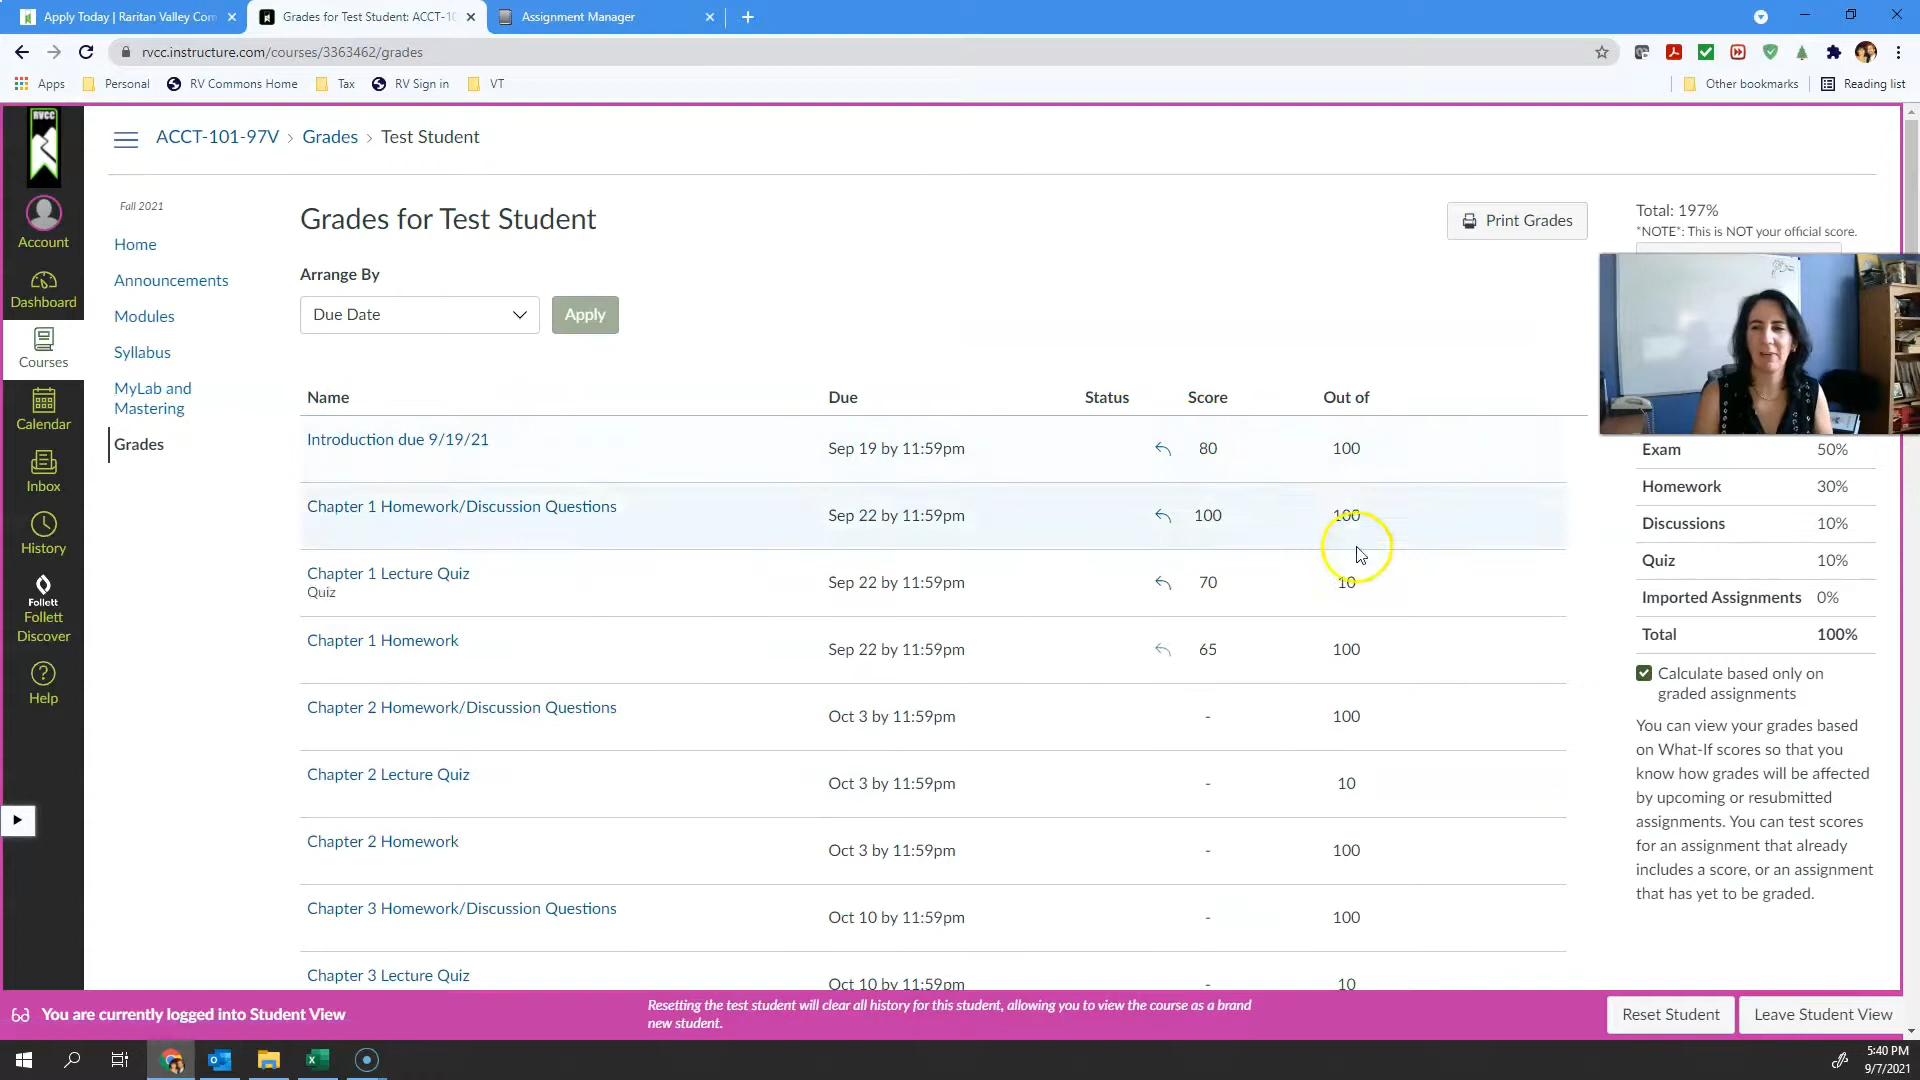 Apply Today | Raritan Valley Com
Grades for Test Student: ACCT-10
Assignment Manager
rvcc.instructure.com/courses/3363462/grades
Apps
Personal
RV Commons Home
Tax
RV Sign in
VT
Other bookmarks
Reading list
RVCC
Account
Dashboard
Courses
Calendar
Inbox
History
Follett
Follett
Discover
Help
ACCT-101-97V > Grades > Test Student
Fall 2021
Home
Announcements
Modules
Syllabus
MyLab and
Mastering
Grades
Grades for Test Student
Print Grades
Arrange By
Due Date
Apply
Name Due Status Score Out of
Introduction due 9/19/21 Sep 19 by 11:59pm 80 100
Chapter 1 Homework/Discussion Questions Sep 22 by 11:59pm 100 100
Chapter 1 Lecture Quiz Sep 22 by 11:59pm 70 10
Quiz
Chapter 1 Homework Sep 22 by 11:59pm 65 100
Chapter 2 Homework/Discussion Questions Oct 3 by 11:59pm - 100
Chapter 2 Lecture Quiz Oct 3 by 11:59pm - 10
Chapter 2 Homework Oct 3 by 11:59pm - 100
Chapter 3 Homework/Discussion Questions Oct 10 by 11:59pm - 100
Chapter 3 Lecture Quiz Oct 10 by 11:59pm - 10
Total: 197%
*NOTE*: This is NOT your official score.
Exam 50%
Homework 30%
Discussions 10%
Quiz 10%
Imported Assignments 0%
Total 100%
Calculate based only on
graded assignments
You can view your grades based
on What-If scores so that you
know how grades will be affected
by upcoming or resubmitted
assignments. You can test scores
for an assignment that already
includes a score, or an assignment
that has yet to be graded.
You are currently logged into Student View
Resetting the test student will clear all history for this student, allowing you to view the course as a brand
new student.
Reset Student
Leave Student View
5:40 PM
9/7/2021